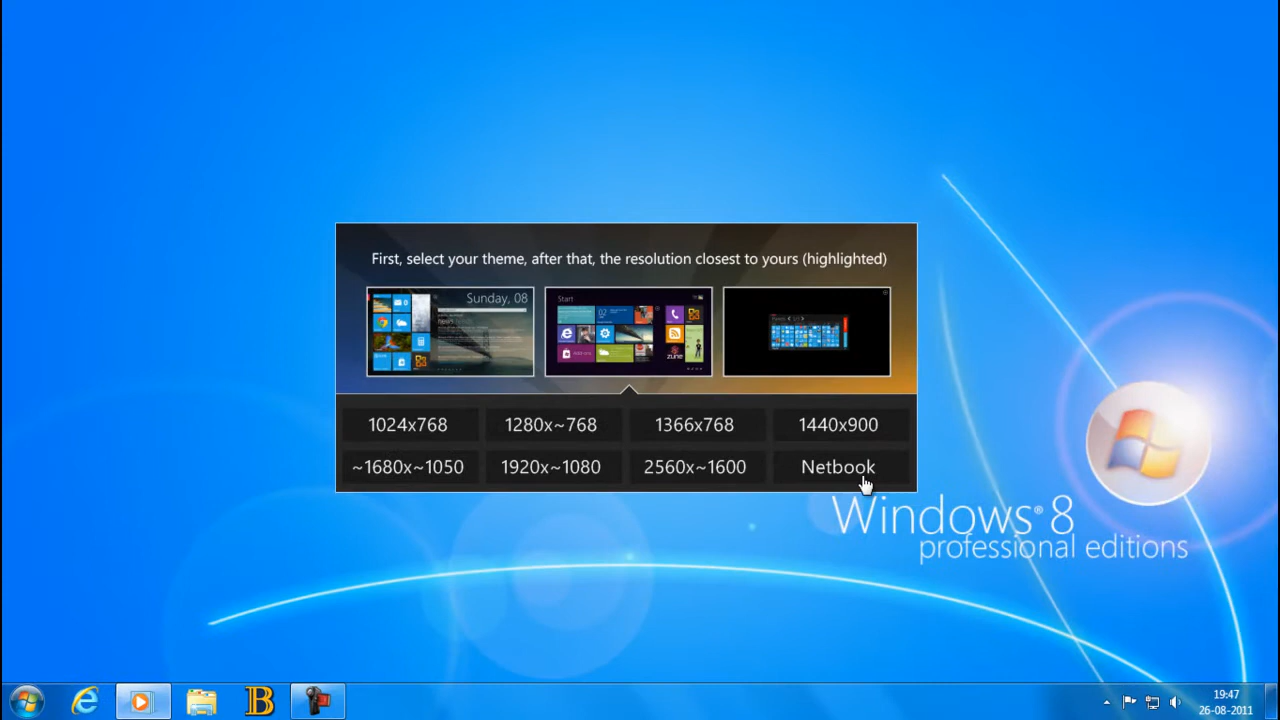 First, select your theme, after that, the resolution closest to yours (highlighted)
Sunday, 08
Start
zune
1024x768
1280x~768
1366x768
1440x900
~1680x~1050
1920x~1080
2560x~1600
Netbook
Windows® 8
professional editions
B
19:47
26-08-2011